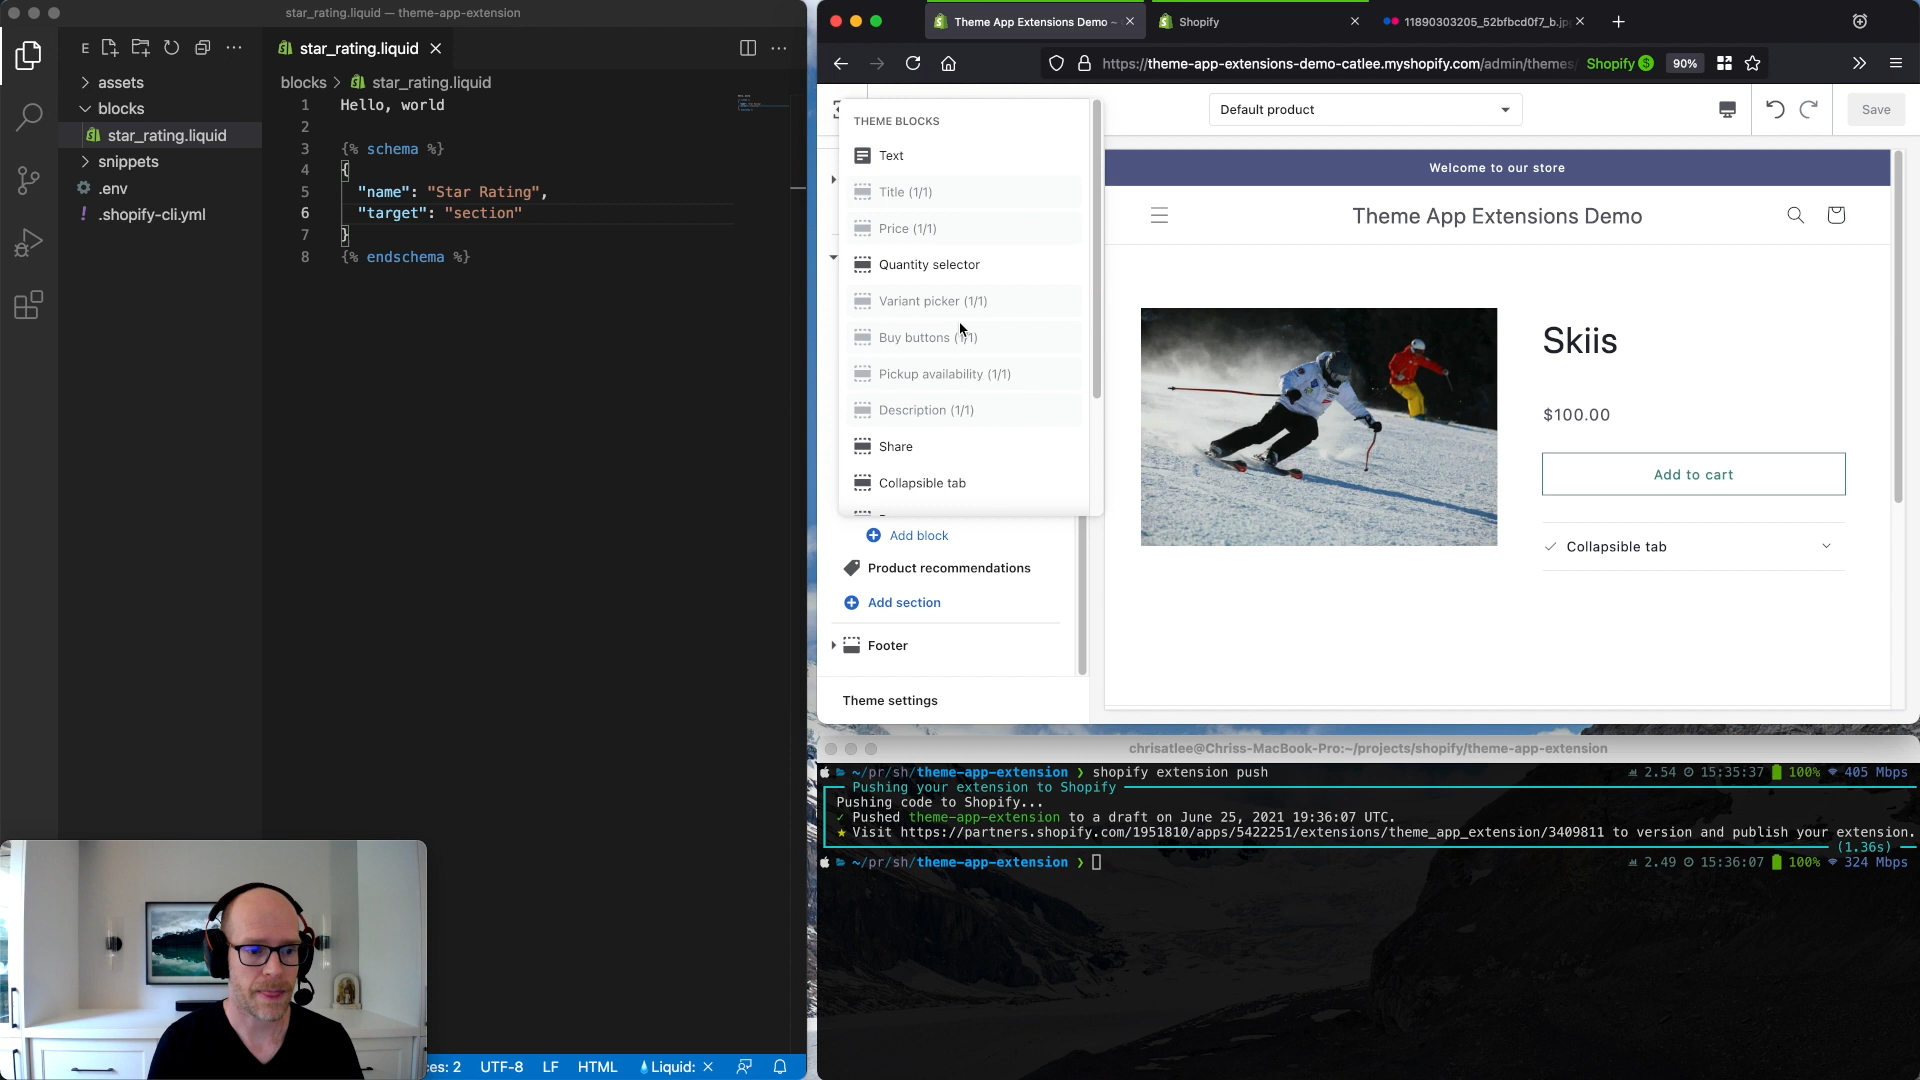 star_rating.liquid — theme-app-extension
E
star_rating.liquid
assets
blocks
star_rating.liquid
snippets
.env
.shopify-cli.yml
blocks > star_rating.liquid
1 Hello, world
2
3 {% schema %}
4 {
5 "name": "Star Rating",
6 "target": "section"
7 }
8 {% endschema %}
UTF-8 LF HTML Liquid:
Theme App Extensions Demo ~
Shopify
11890303205_52bfbcd0f7_b.jp
https://theme-app-extensions-demo-catlee.myshopify.com/admin/themes/
Shopify
90%
Default product
Save
THEME BLOCKS
Text
Title (1/1)
Price (1/1)
Quantity selector
Variant picker (1/1)
Buy buttons (1/1)
Pickup availability (1/1)
Description (1/1)
Share
Collapsible tab
Add block
Product recommendations
Add section
Footer
Theme settings
Welcome to our store
Theme App Extensions Demo
Skiis
$100.00
Add to cart
Collapsible tab
chrisatlee@Chriss-MacBook-Pro:~/projects/shopify/theme-app-extension
~/pr/sh/theme-app-extension ❯ shopify extension push 2.54 15:35:37 100% 405 Mbps
Pushing your extension to Shopify
Pushing code to Shopify...
✓ Pushed theme-app-extension to a draft on June 25, 2021 19:36:07 UTC.
★ Visit https://partners.shopify.com/1951810/apps/5422251/extensions/theme_app_extension/3409811 to version and publish your extension.
(1.36s)
~/pr/sh/theme-app-extension ❯ 2.49 15:36:07 100% 324 Mbps